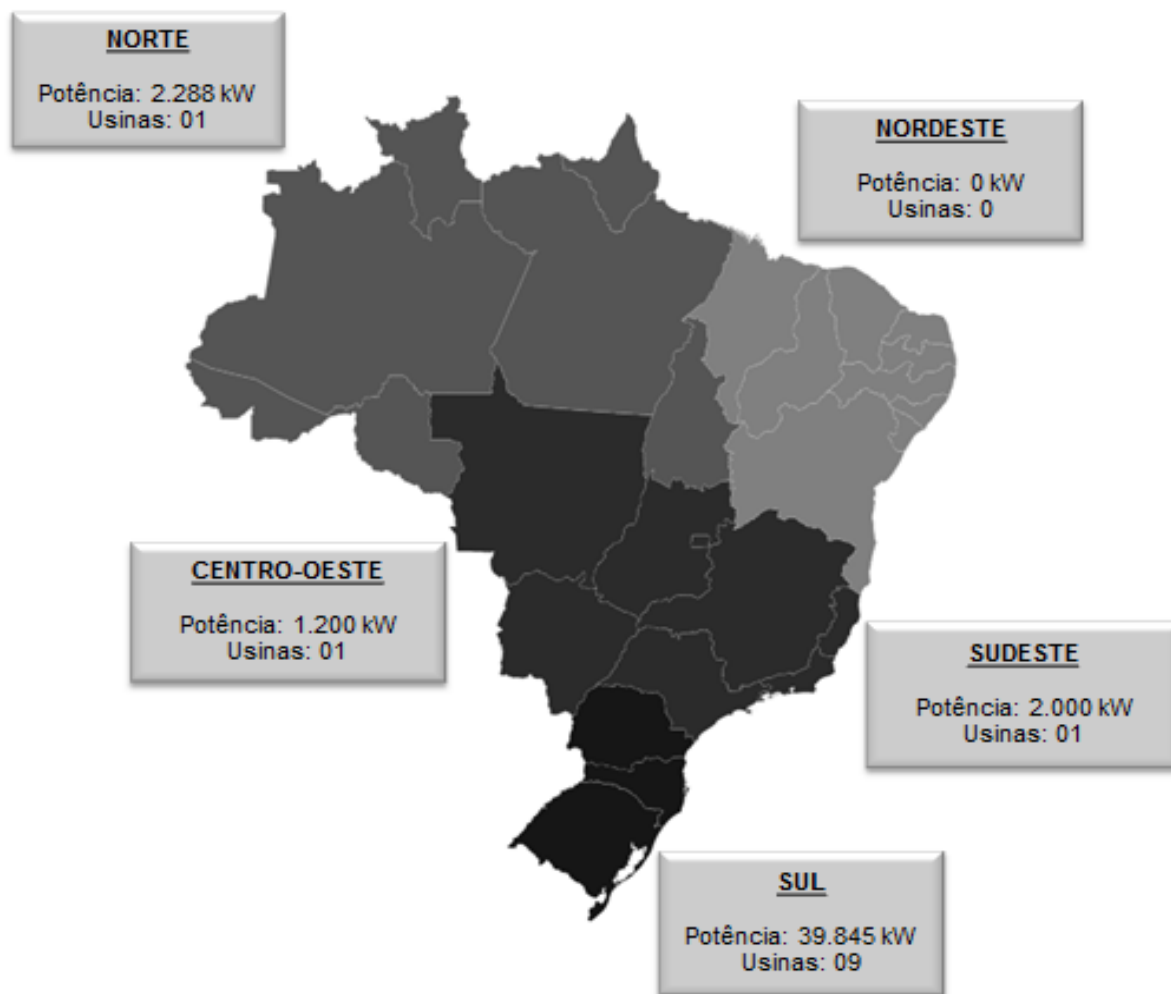 NORTE
Potência: 2.288 kW
Usinas: 01
NORDESTE
Potência: 0 kW
Usinas: 0
CENTRO-OESTE
Potência: 1.200 kW
Usinas: 01
SUDESTE
Potência: 2.000 kW
Usinas: 01
SUL
Potência: 39.845 kW
Usinas: 09